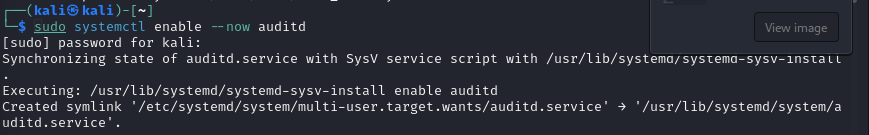 ┌──(kali㉿kali)-[~]
└─$ sudo systemctl enable --now auditd
[sudo] password for kali:
Synchronizing state of auditd.service with SysV service script with /usr/lib/systemd/systemd-sysv-install
.
Executing: /usr/lib/systemd/systemd-sysv-install enable auditd
Created symlink '/etc/systemd/system/multi-user.target.wants/auditd.service' → '/usr/lib/systemd/system/a
uditd.service'.
View image